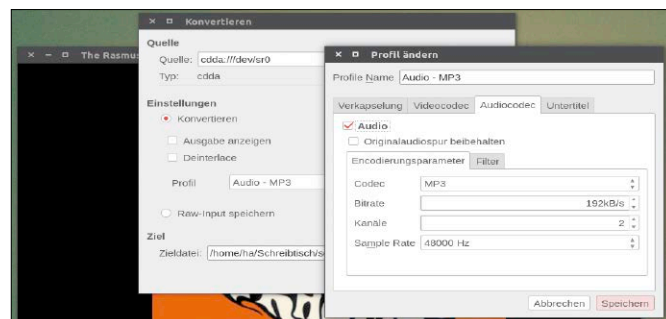 Konvertieren
The Rasmus
Quelle
Quelle: cdda:///dev/sr0
Typ: cdda
Einstellungen
Konvertieren
Ausgabe anzeigen
Deinterlace
Profil Audio - MP3
Raw-Input speichern
Ziel
Zieldatei: /home/ha/Schreibtisch/s
Profil ändern
Profile Name Audio - MP3
Verkapselung Videocodec Audiocodec Untertitel
Audio
Originalaudiospur beibehalten
Encodierungsparameter Filter
Codec MP3
Bitrate 192kB/s
Kanäle 2
Sample Rate 48000 Hz
Abbrechen Speichern